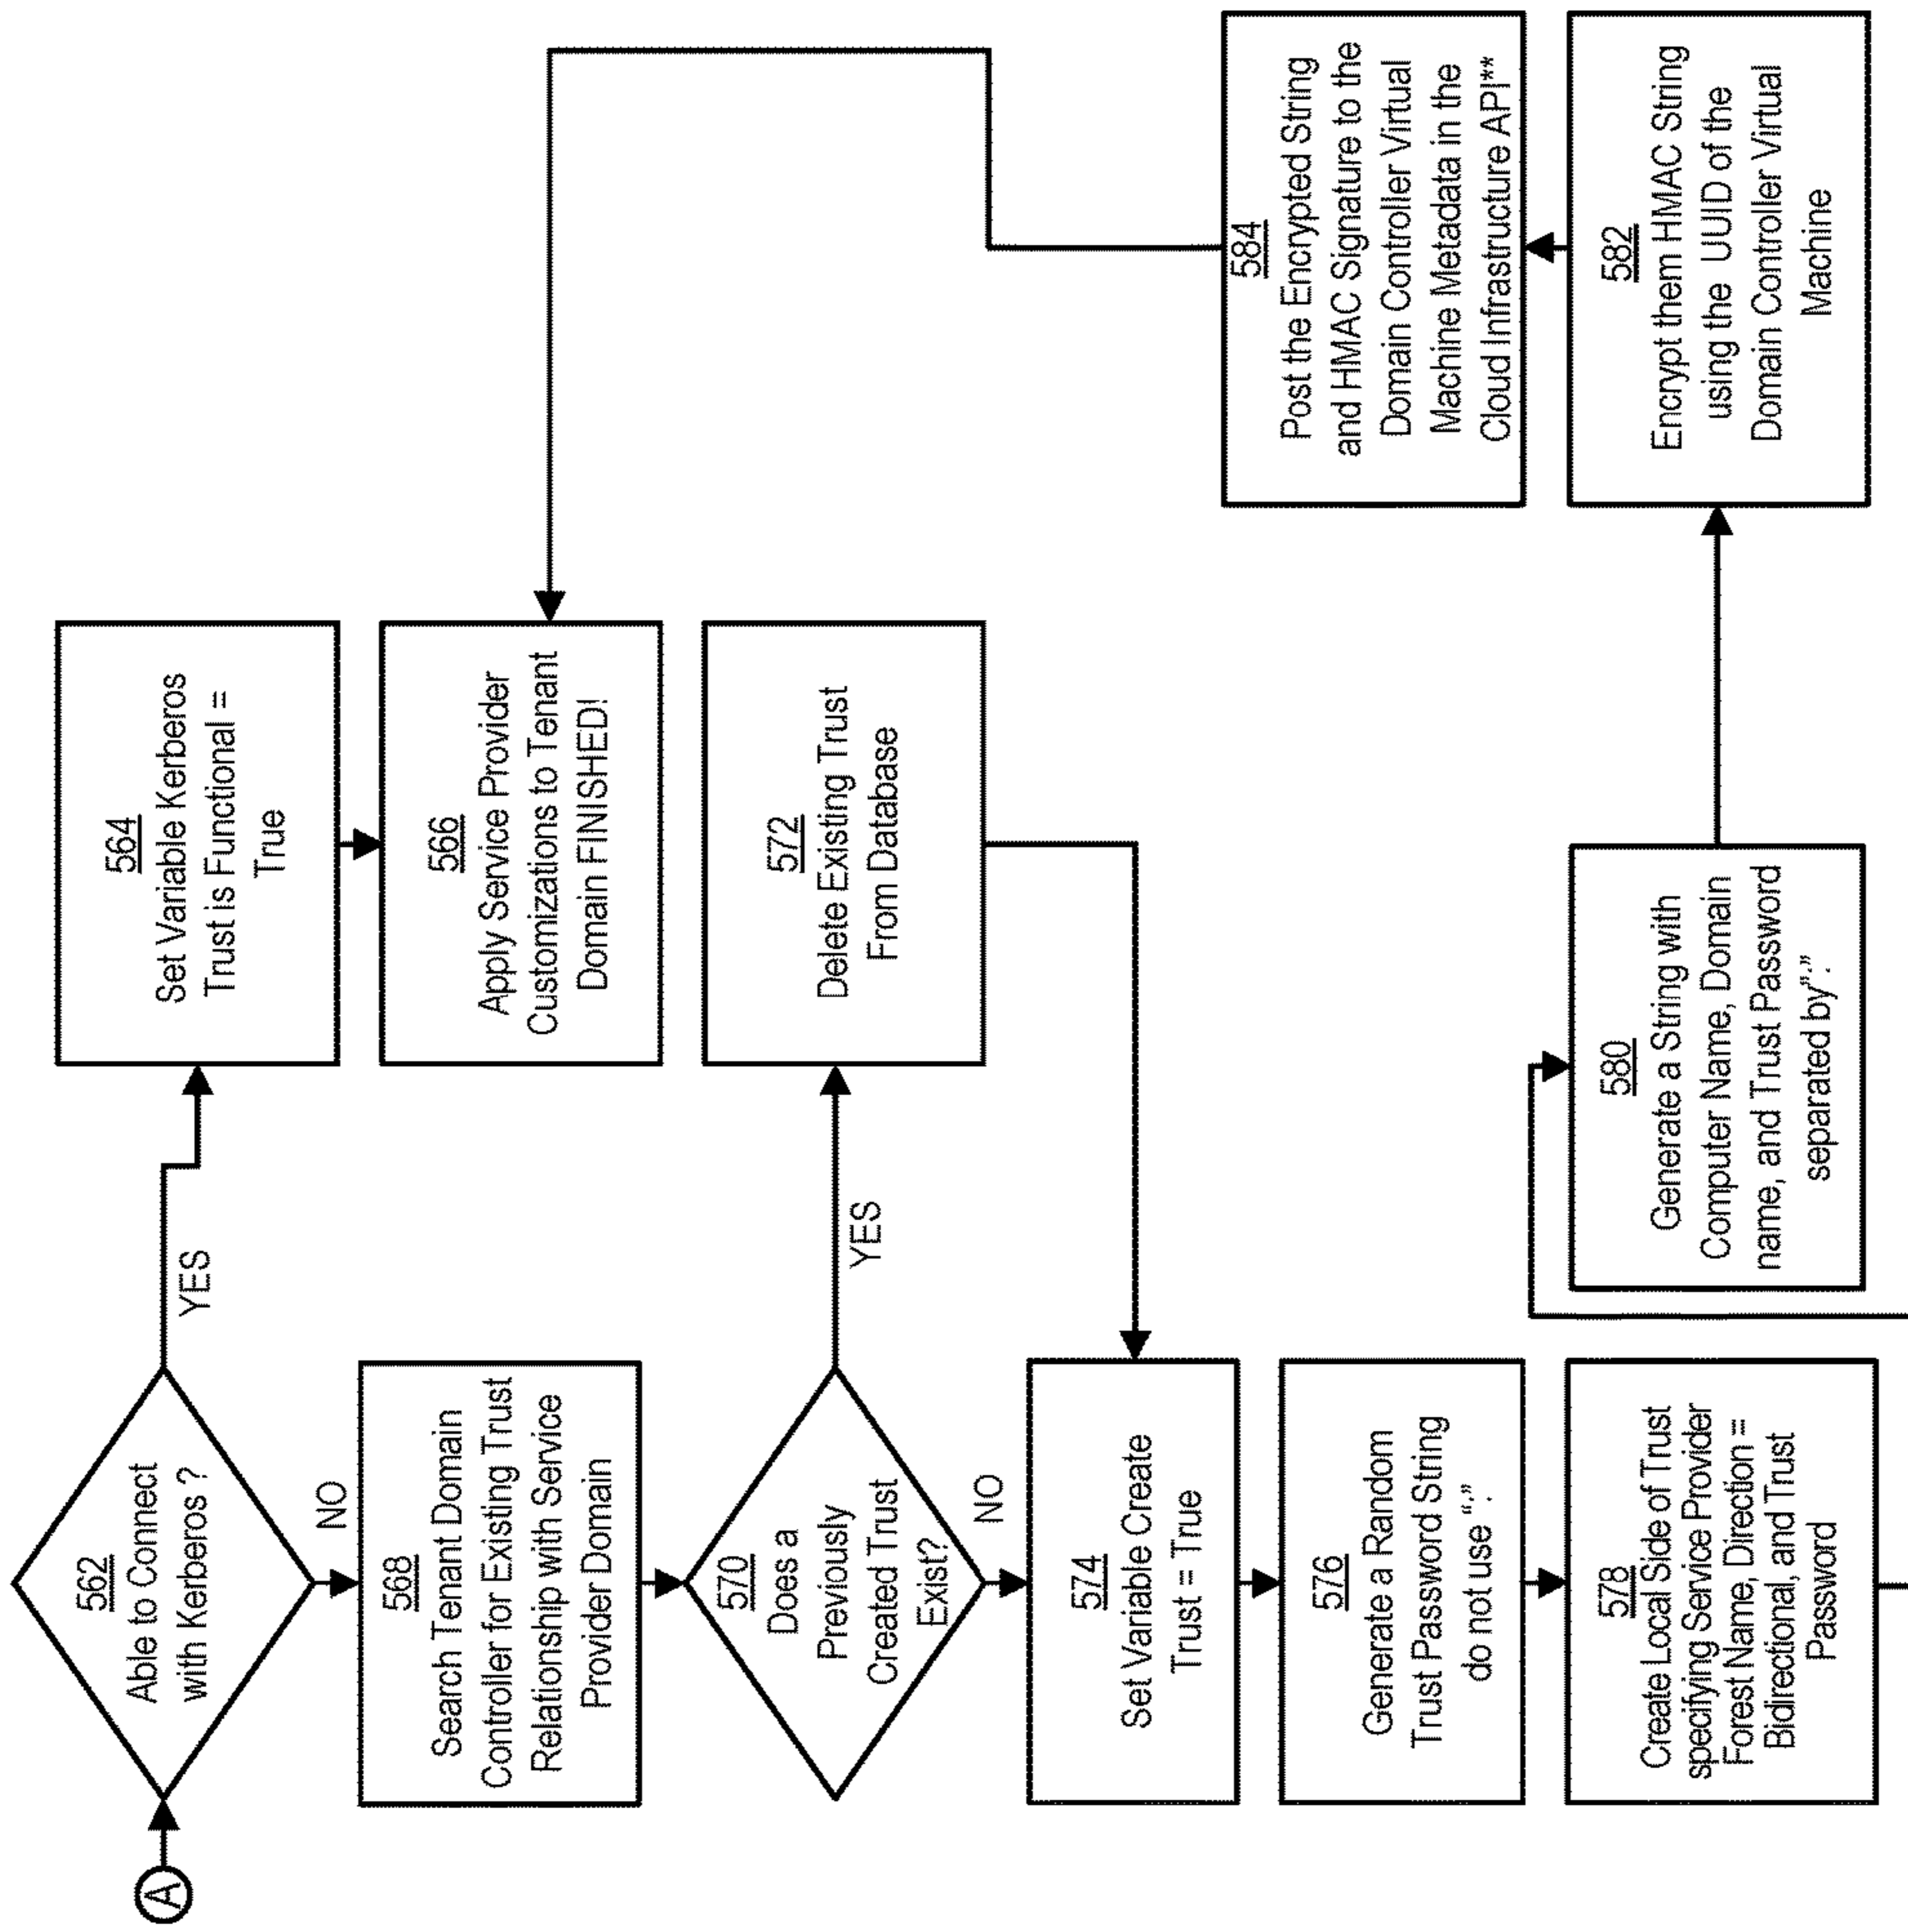 A
562
Able to Connect
with Kerberos ?
YES
NO
564
Set Variable Kerberos
Trust is Functional =
True
566
Apply Service Provider
Customizations to Tenant
Domain FINISHED!
568
Search Tenant Domain
Controller for Existing Trust
Relationship with Service
Provider Domain
570
Does a
Previously
Created Trust
Exist?
YES
NO
572
Delete Existing Trust
From Database
574
Set Variable Create
Trust = True
576
Generate a Random
Trust Password String
do not use “:”
578
Create Local Side of Trust
specifying Service Provider
Forest Name, Direction =
Bidirectional, and Trust
Password
580
Generate a String with
Computer Name, Domain
name, and Trust Password
separated by”:”
582
Encrypt them HMAC String
using the UUID of the
Domain Controller Virtual
Machine
584
Post the Encrypted String
and HMAC Signature to the
Domain Controller Virtual
Machine Metadata in the
Cloud Infrastructure API**